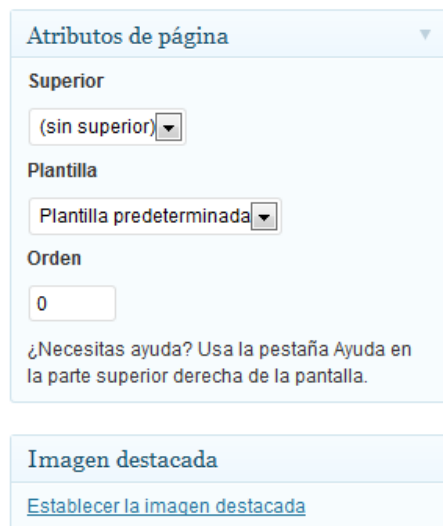 Atributos de página
Superior
(sin superior)
Plantilla
Plantilla predeterminada
Orden
0
¿Necesitas ayuda? Usa la pestaña Ayuda en
la parte superior derecha de la pantalla.
Imagen destacada
Establecer la imagen destacada